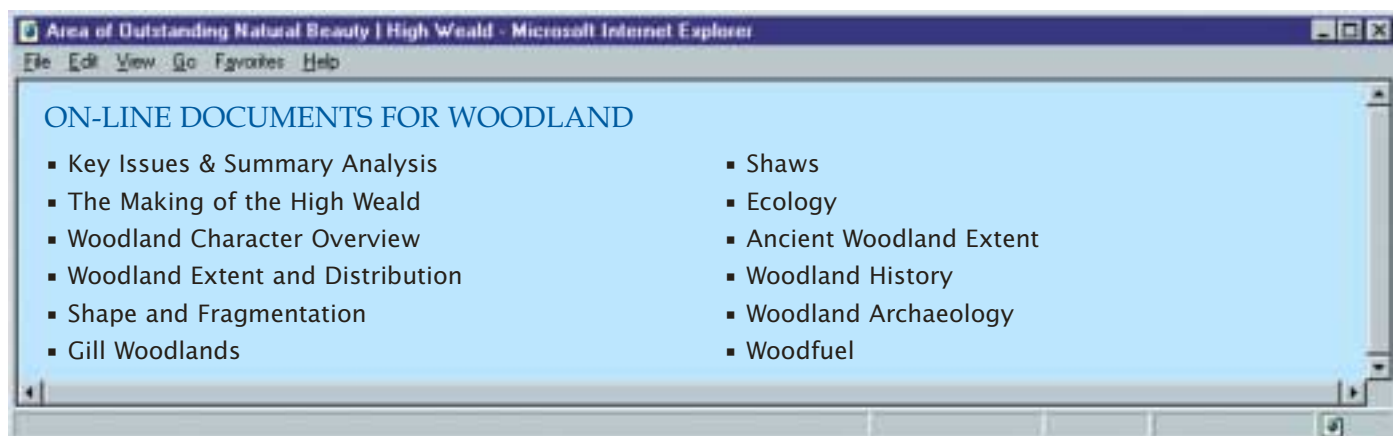 Area of Outstanding Natural Beauty | High Weald - Microsoft Internet Explorer
File Edit View Go Favorites Help
ON-LINE DOCUMENTS FOR WOODLAND
▪ Key Issues & Summary Analysis
▪ The Making of the High Weald
▪ Woodland Character Overview
▪ Woodland Extent and Distribution
▪ Shape and Fragmentation
▪ Gill Woodlands
▪ Shaws
▪ Ecology
▪ Ancient Woodland Extent
▪ Woodland History
▪ Woodland Archaeology
▪ Woodfuel